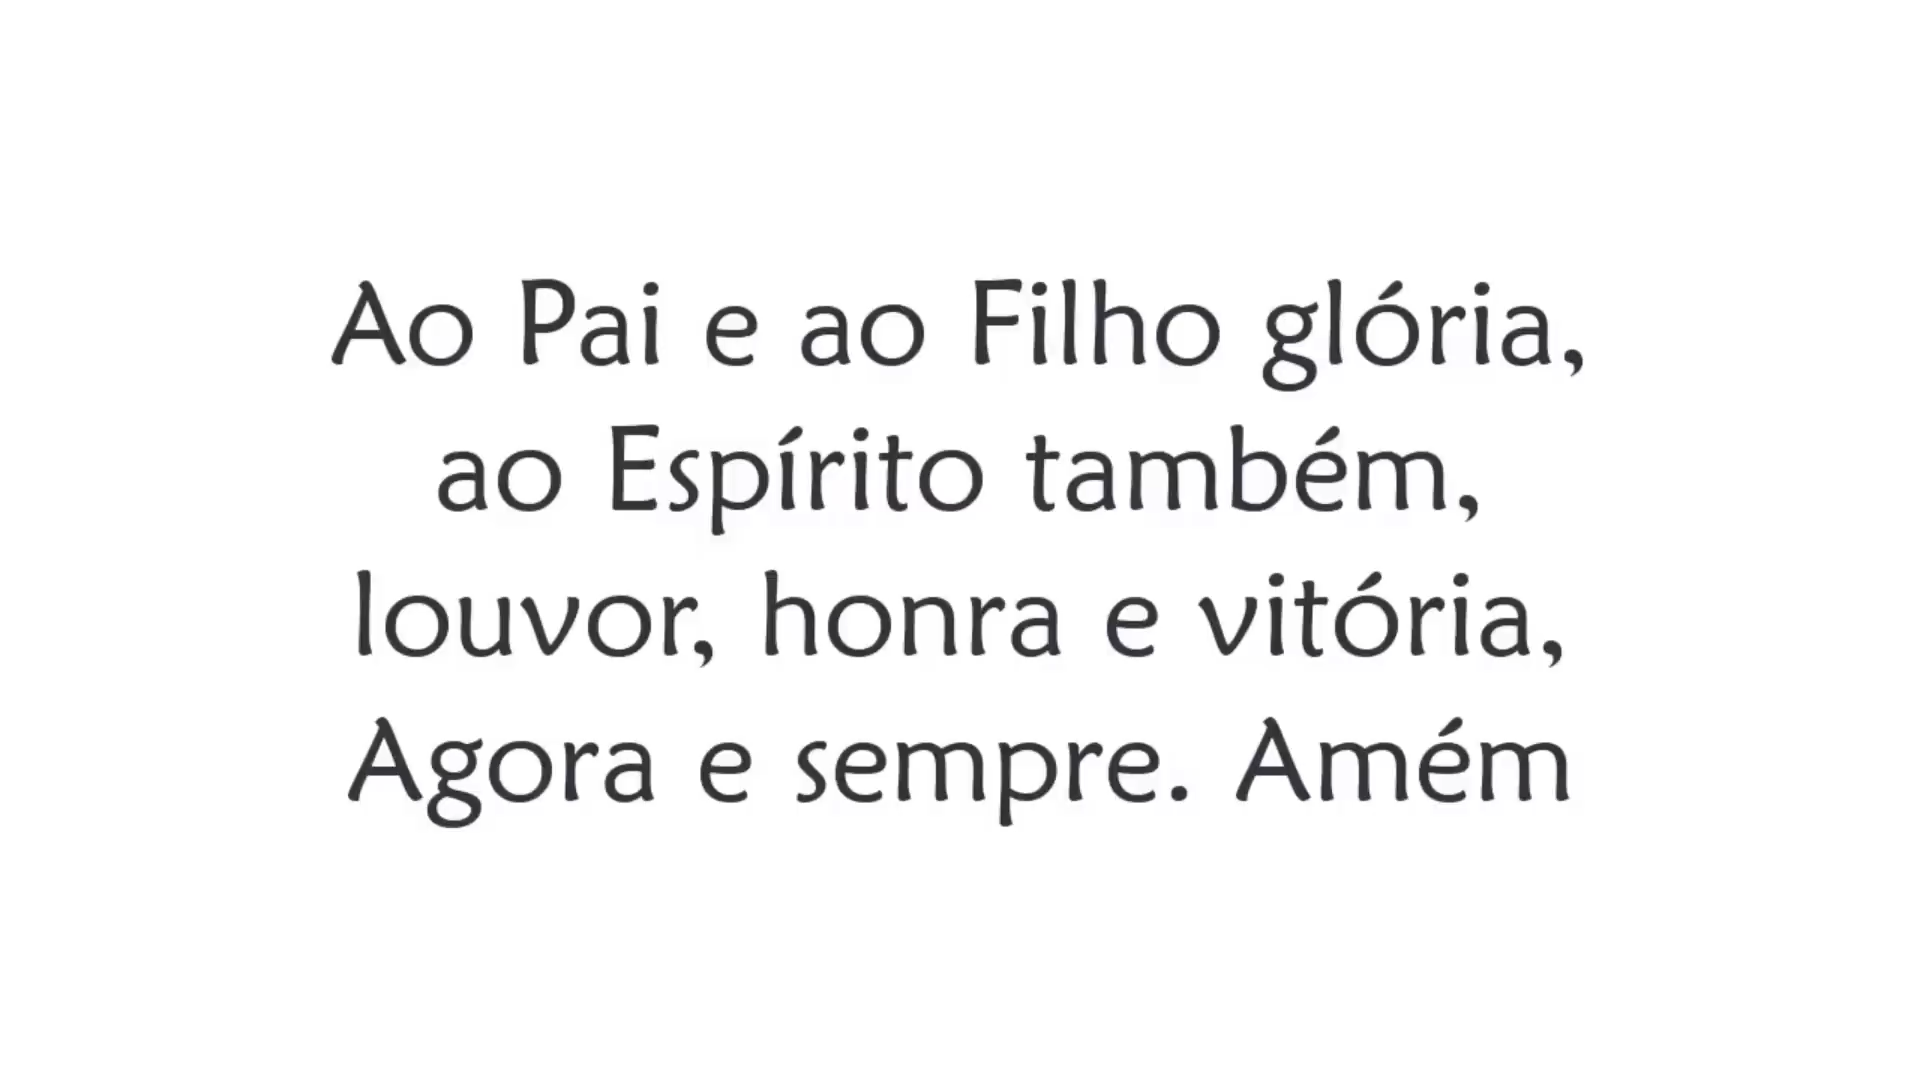 Ao Pai e ao Filho glória,
ao Espírito também,
louvor, honra e vitória,
Agora e sempre. Amém